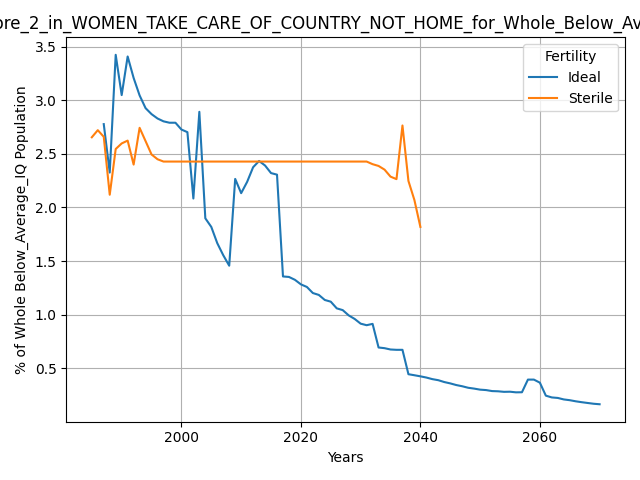 ore_2_in_WOMEN_TAKE_CARE_OF_COUNTRY_NOT_HOME_for_Whole_Below_Av
Fertility
Ideal
Sterile
% of Whole Below_Average_IQ Population
3.5
3.0
2.5
2.0
1.5
1.0
0.5
2000
2020
2040
2060
Years